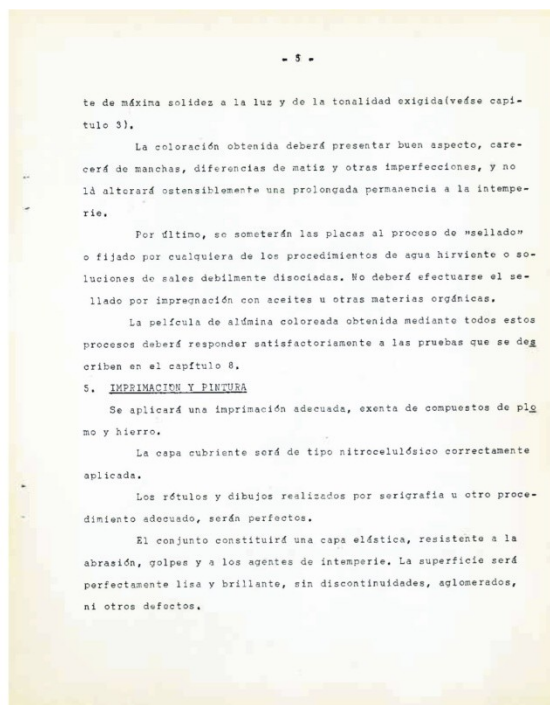 - 5 -
te de máxima solidez a la luz y de la tonalidad exigida(veáse capi-
tulo 3).
La coloración obtenida deberá presentar buen aspecto, care-
cerá de manchas, diferencias de matiz y otras imperfecciones, y no
lá alterará ostensiblemente una prolongada permanencia a la intempe-
rie.
Por último, se someterán las placas al proceso de "sellado"
o fijado por cualquiera de los procedimientos de agua hirviente o so-
luciones de sales debilmente disociadas. No deberá efectuarse el se-
llado por impregnación con aceites u otras materias orgánicas.
La película de alúmina coloreada obtenida mediante todos estos
procesos deberá responder satisfactoriamente a las pruebas que se des
criben en el capítulo 8.
5. IMPRIMACION Y PINTURA
Se aplicará una imprimación adecuada, exenta de compuestos de plo
mo y hierro.
La capa cubriente será de tipo nitrocelulósico correctamente
aplicada.
Los rótulos y dibujos realizados por serigrafia u otro proce-
dimiento adecuado, serán perfectos.
El conjunto constituirá una capa elástica, resistente a la
abrasión, golpes y a los agentes de intemperie. La superficie será
perfectamente lisa y brillante, sin discontinuidades, aglomerados,
ni otros defectos.